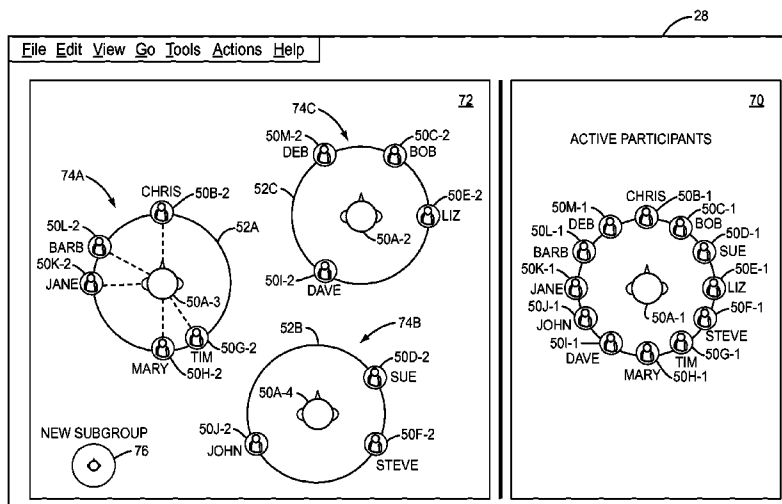 28
File Edit View Go Tools Actions Help
72
74C
50M-2
DEB
50C-2
BOB
74A
CHRIS
50B-2
52C
50E-2
LIZ
50L-2
BARB
52A
50A-2
50K-2
JANE
50A-3
50I-2
DAVE
TIM
50G-2
MARY
50H-2
52B
74B
50D-2
SUE
50A-4
50J-2
JOHN
50F-2
STEVE
NEW SUBGROUP
76
70
ACTIVE PARTICIPANTS
CHRIS
50B-1
50M-1
DEB
50C-1
BOB
50L-1
BARB
50D-1
SUE
50K-1
JANE
50E-1
LIZ
50A-1
50J-1
JOHN
50F-1
STEVE
50I-1
DAVE
TIM
50G-1
MARY
50H-1